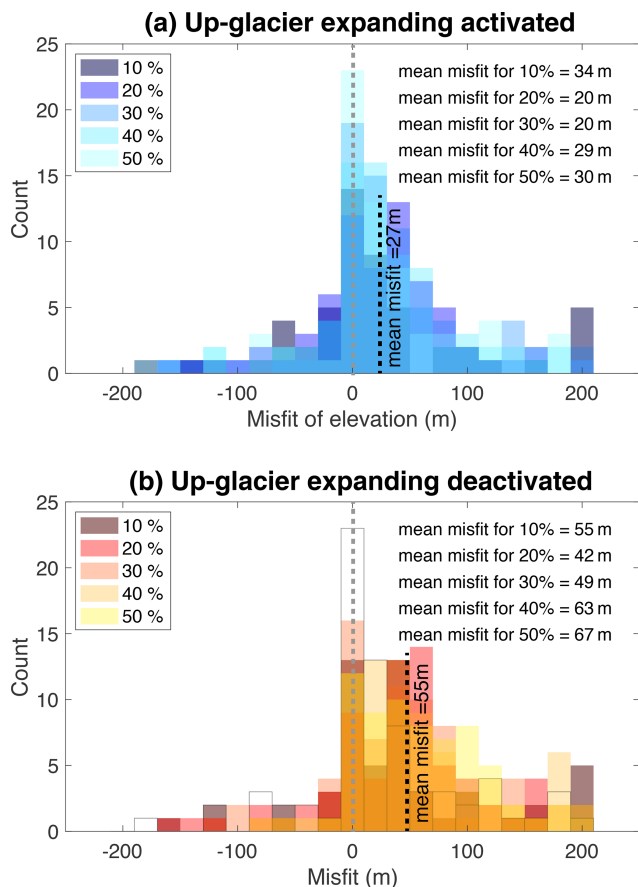 (a) Up-glacier expanding activated
25
20
15
10
5
0
Count
10 %
20 %
30 %
40 %
50 %
mean misfit for 10% = 34 m
mean misfit for 20% = 20 m
mean misfit for 30% = 20 m
mean misfit for 40% = 29 m
mean misfit for 50% = 30 m
mean misfit =27m
-200
-100
0
100
200
Misfit of elevation (m)
(b) Up-glacier expanding deactivated
25
20
15
10
5
0
Count
10 %
20 %
30 %
40 %
50 %
mean misfit for 10% = 55 m
mean misfit for 20% = 42 m
mean misfit for 30% = 49 m
mean misfit for 40% = 63 m
mean misfit for 50% = 67 m
mean misfit =55m
-200
-100
0
100
200
Misfit (m)